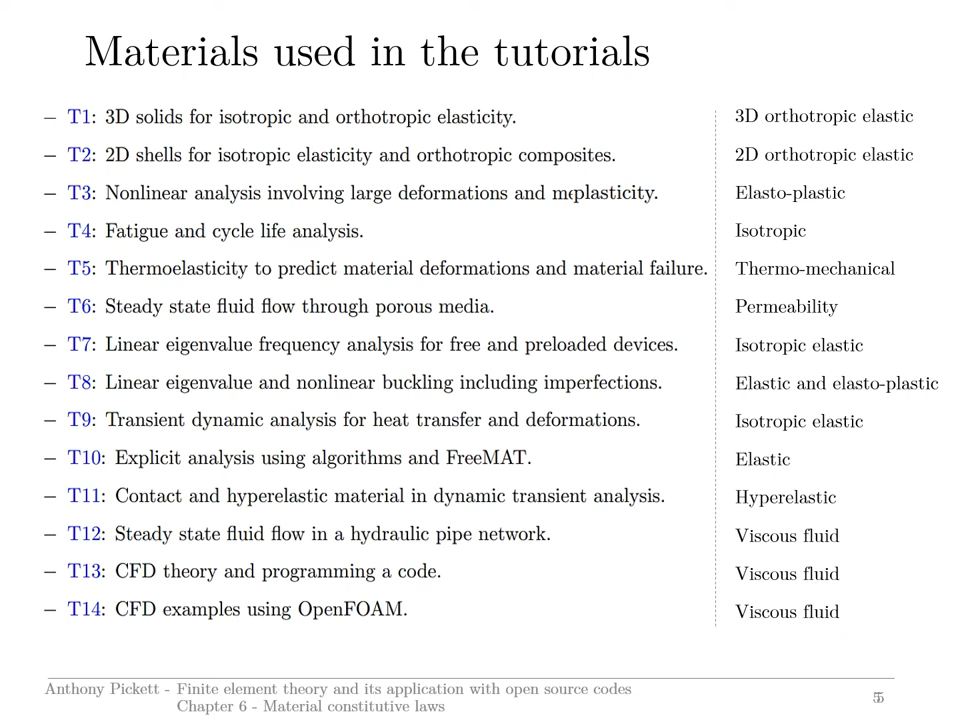 Materials used in the tutorials
– T1: 3D solids for isotropic and orthotropic elasticity. 3D orthotropic elastic
– T2: 2D shells for isotropic elasticity and orthotropic composites. 2D orthotropic elastic
– T3: Nonlinear analysis involving large deformations and plasticity. Elasto-plastic
– T4: Fatigue and cycle life analysis. Isotropic
– T5: Thermoelasticity to predict material deformations and material failure. Thermo-mechanical
– T6: Steady state fluid flow through porous media. Permeability
– T7: Linear eigenvalue frequency analysis for free and preloaded devices. Isotropic elastic
– T8: Linear eigenvalue and nonlinear buckling including imperfections. Elastic and elasto-plastic
– T9: Transient dynamic analysis for heat transfer and deformations. Isotropic elastic
– T10: Explicit analysis using algorithms and FreeMAT. Elastic
– T11: Contact and hyperelastic material in dynamic transient analysis. Hyperelastic
– T12: Steady state fluid flow in a hydraulic pipe network. Viscous fluid
– T13: CFD theory and programming a code. Viscous fluid
– T14: CFD examples using OpenFOAM. Viscous fluid
Anthony Pickett - Finite element theory and its application with open source codes
Chapter 6 - Material constitutive laws